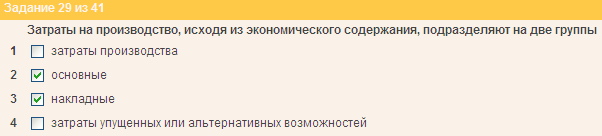 Задание 29 из 41
Затраты на производство, исходя из экономического содержания, подразделяют на две группы
1 затраты производства
2 основные
3 накладные
4 затраты упущенных или альтернативных возможностей